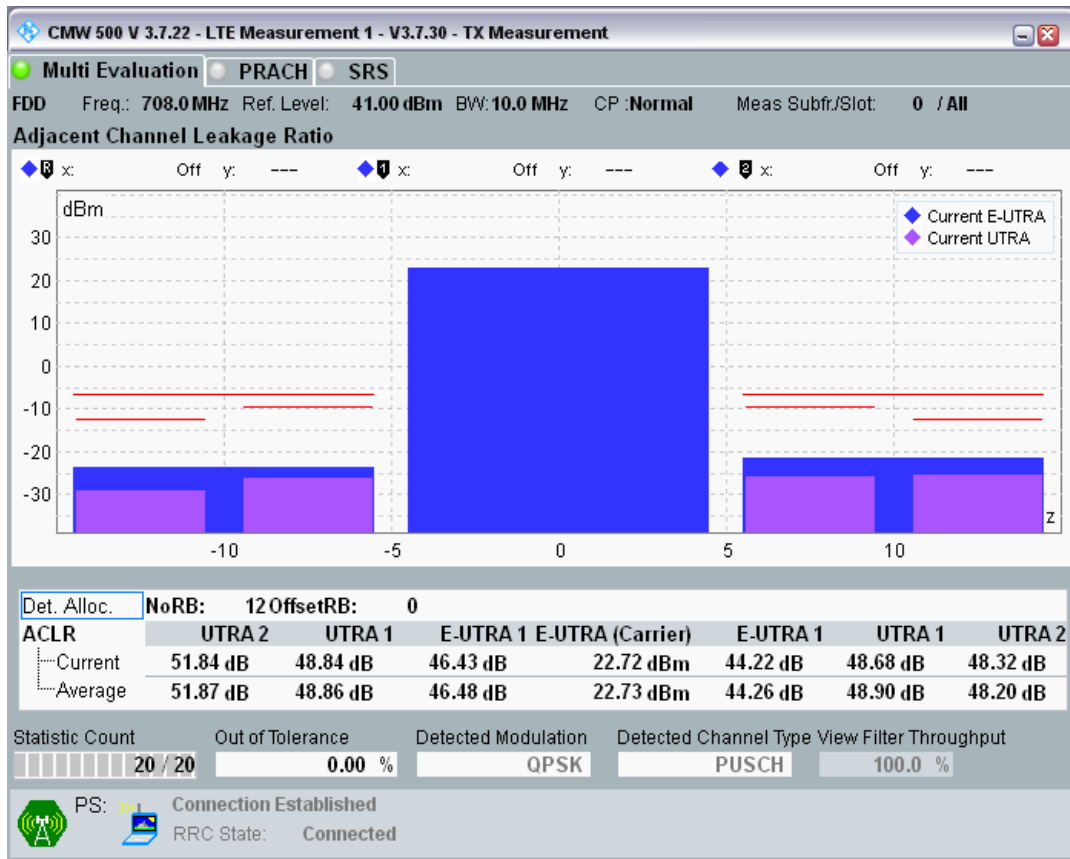 CMW 500 V 3.7.22 - LTE Measurement 1 - V3.7.30 - TX Measurement
Multi Evaluation PRACH SRS
FDD Freq.: 708.0 MHz Ref. Level: 41.00 dBm BW: 10.0 MHz CP :Normal Meas Subfr./Slot: 0 / All
Adjacent Channel Leakage Ratio
R x: Off y: --- 1 x: Off y: --- 2 x: Off y: ---
dBm
Current E-UTRA
Current UTRA
30
20
10
0
-10
-20
-30
z
-10 -5 0 5 10
Det. Alloc. NoRB: 12 OffsetRB: 0
ACLR UTRA 2 UTRA 1 E-UTRA 1 E-UTRA (Carrier) E-UTRA 1 UTRA 1 UTRA 2
Current 51.84 dB 48.84 dB 46.43 dB 22.72 dBm 44.22 dB 48.68 dB 48.32 dB
Average 51.87 dB 48.86 dB 46.48 dB 22.73 dBm 44.26 dB 48.90 dB 48.20 dB
Statistic Count Out of Tolerance Detected Modulation Detected Channel Type View Filter Throughput
20 / 20 0.00 % QPSK PUSCH 100.0 %
PS: Connection Established
RRC State: Connected